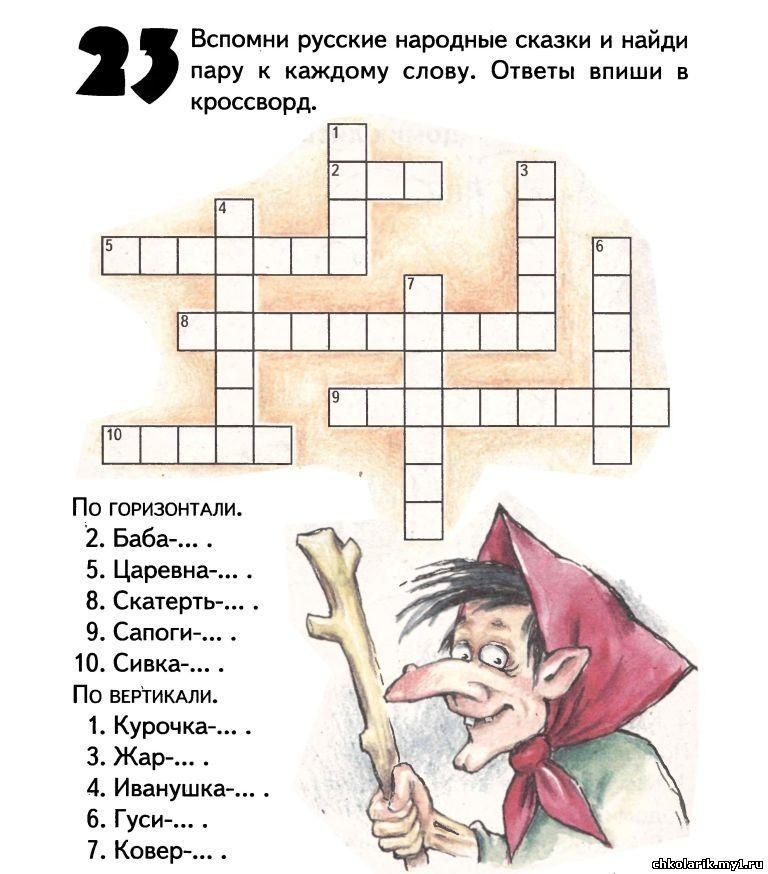 23
Вспомни русские народные сказки и найди
пару к каждому слову. Ответы впиши в
кроссворд.
1
2
3
4
5
6
7
8
9
10
По горизонтали.
2. Баба-... .
5. Царевна-... .
8. Скатерть-... .
9. Сапоги-... .
10. Сивка-... .
По вертикали.
1. Курочка-... .
3. Жар-... .
4. Иванушка-... .
6. Гуси-... .
7. Ковер-... .
chkolarik.my1.ru